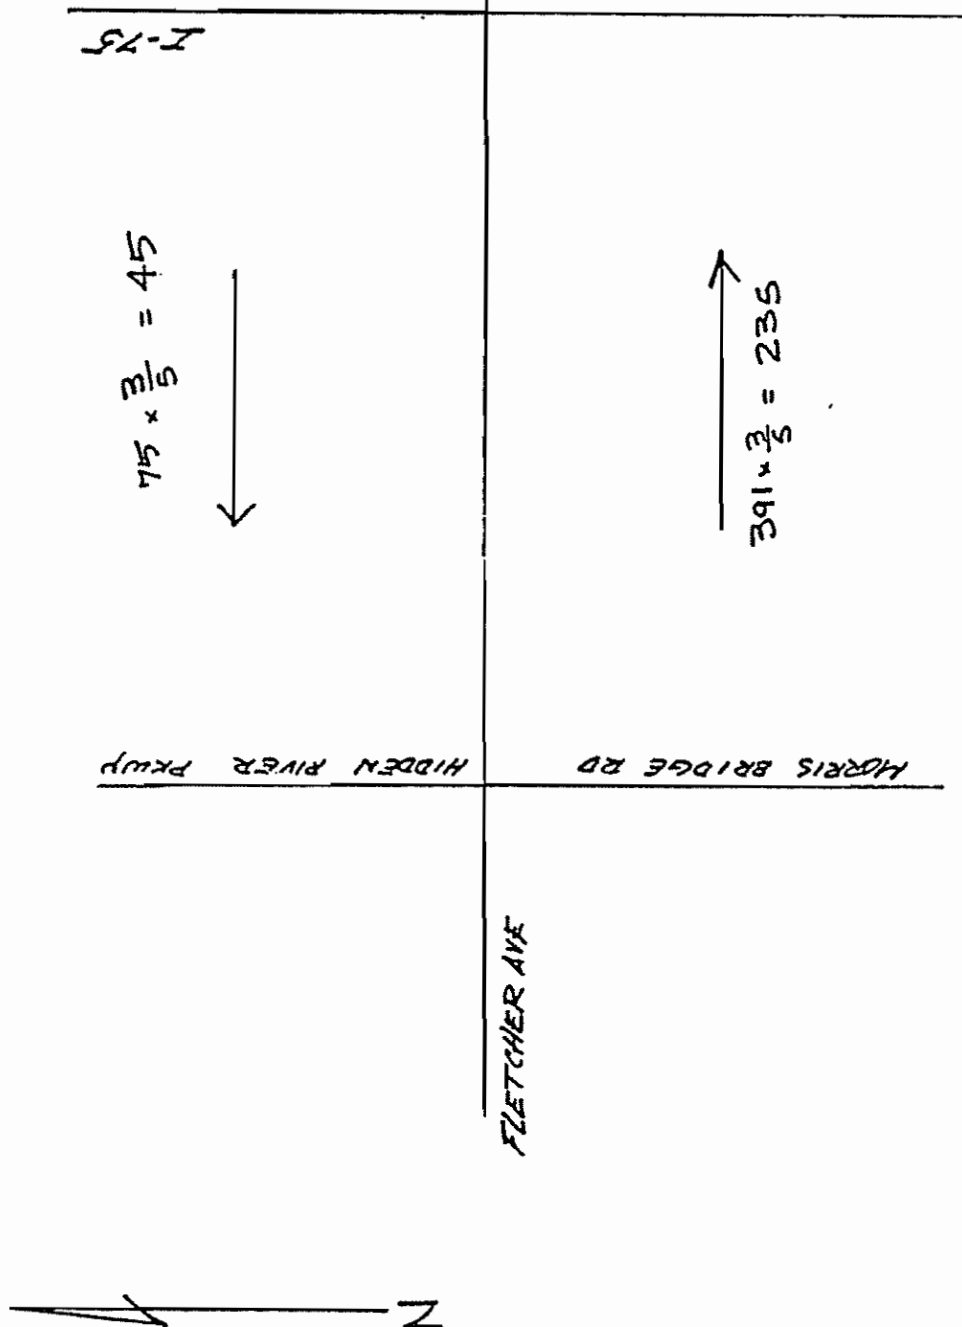 I-75
75 x 3/5 = 45
391 x 3/5 = 235
HIDDEN RIVER PKWY
MORRIS BRIDGE RD
FLETCHER AVE
N